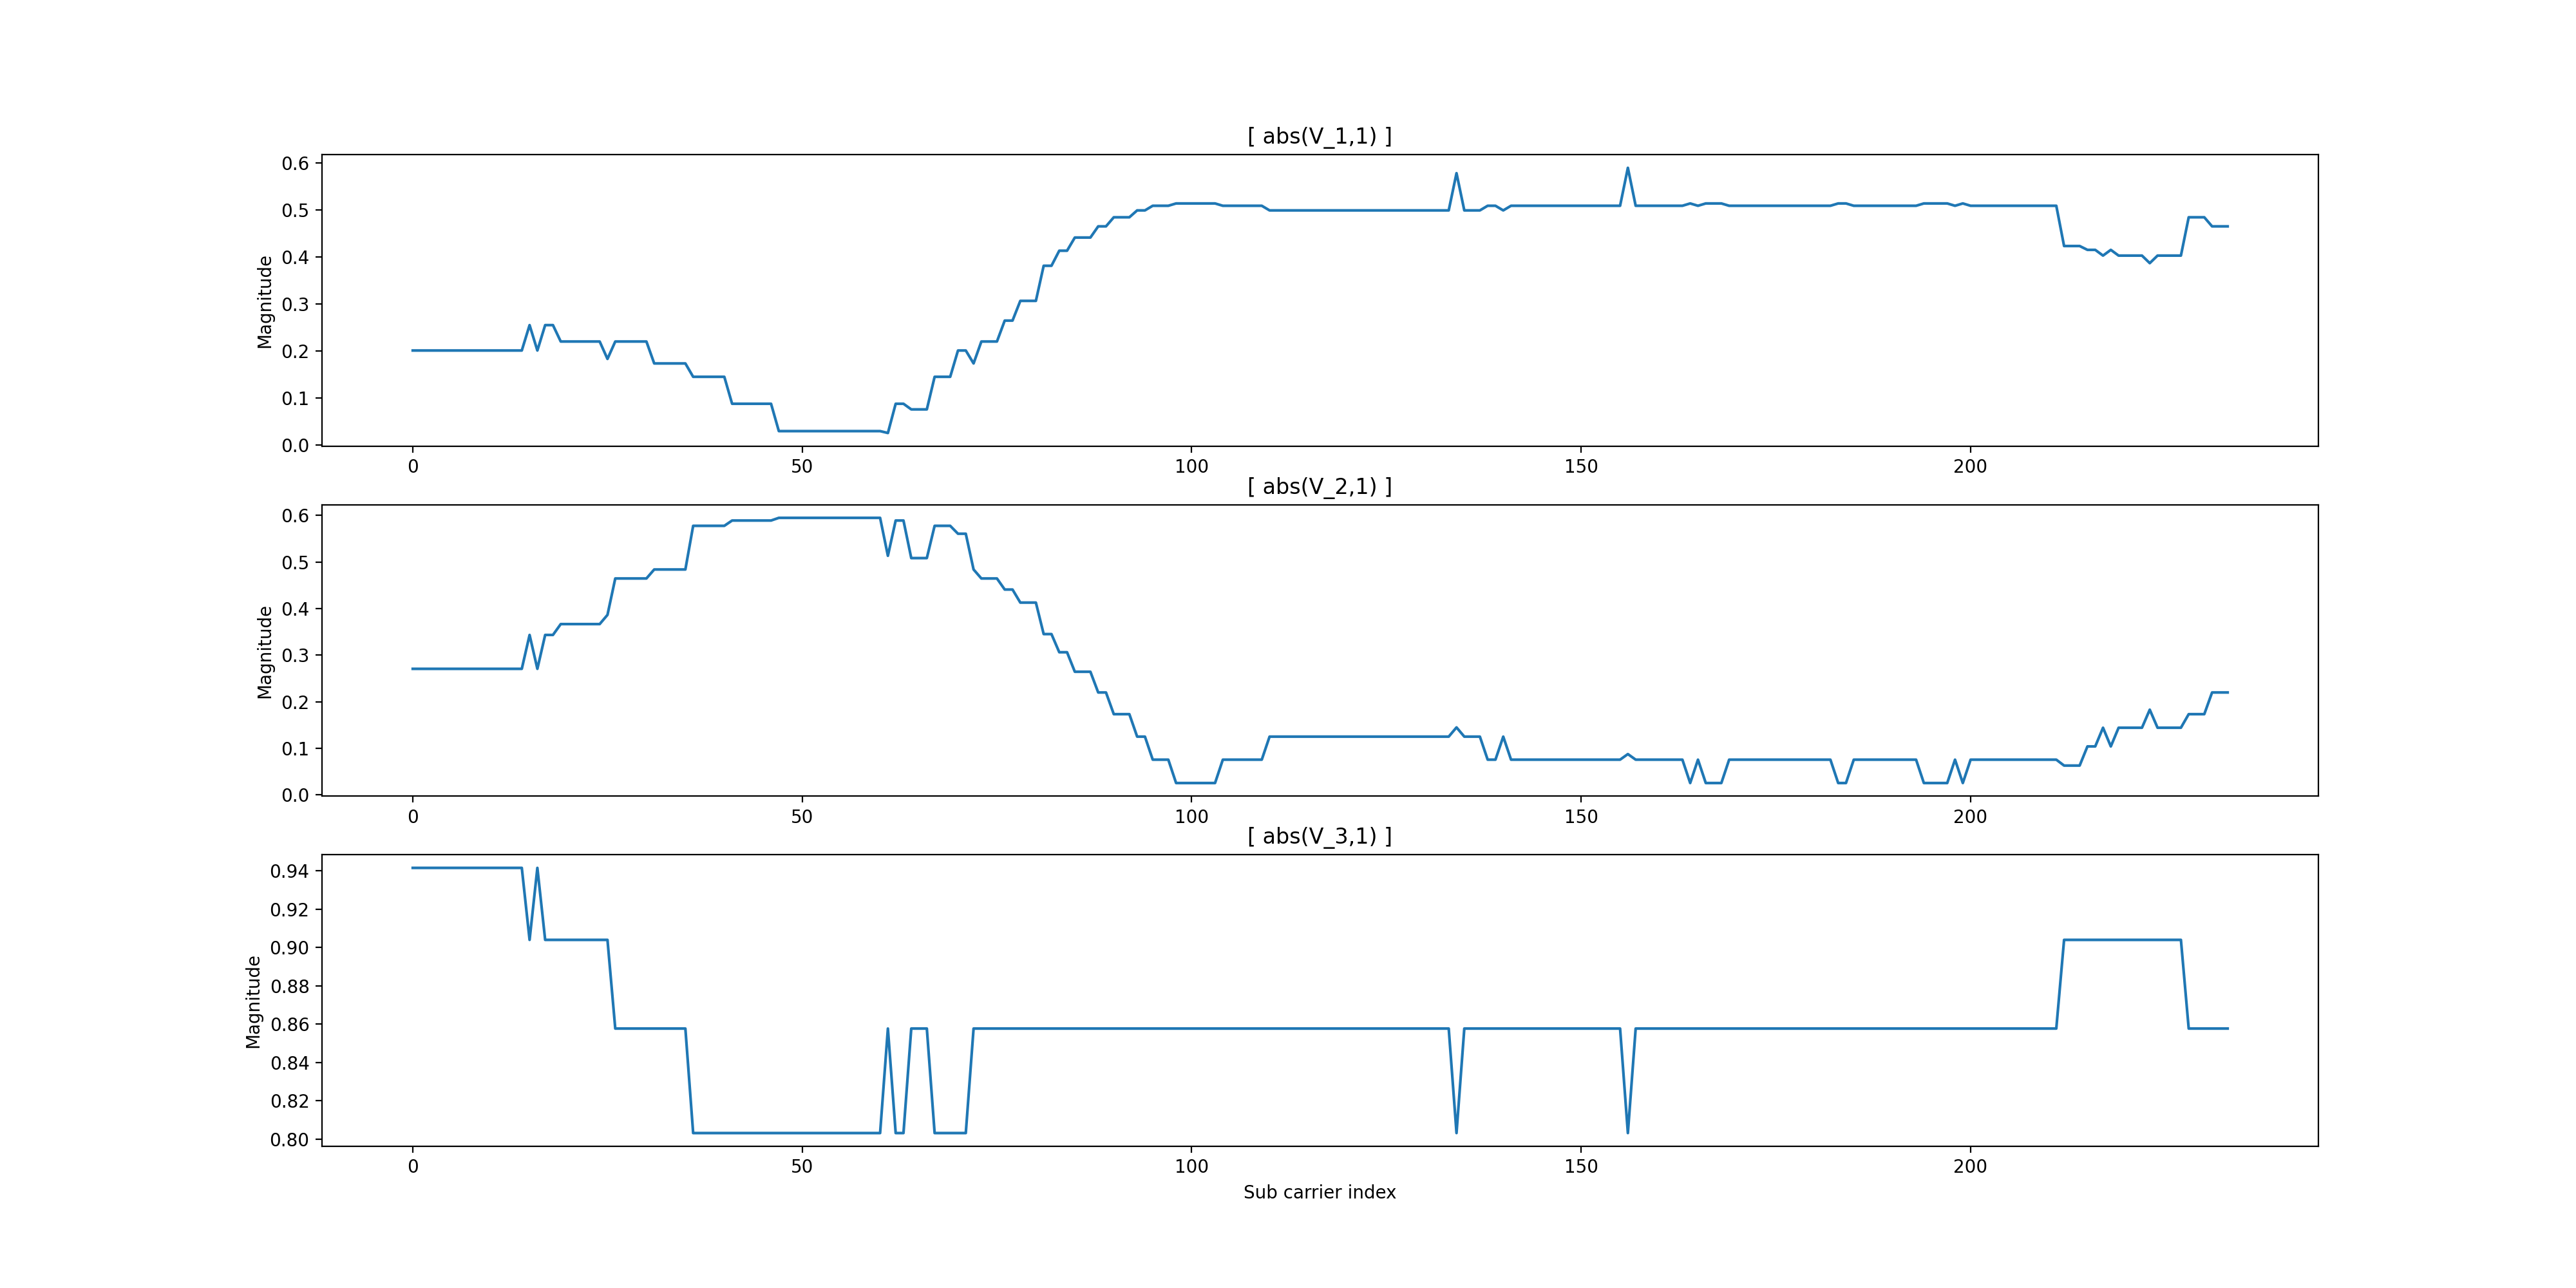 [ abs(V_1,1) ]
Magnitude
0.6
0.5
0.4
0.3
0.2
0.1
0.0
0 50 100 150 200
[ abs(V_2,1) ]
Magnitude
0.6
0.5
0.4
0.3
0.2
0.1
0.0
0 50 100 150 200
[ abs(V_3,1) ]
Magnitude
0.94
0.92
0.90
0.88
0.86
0.84
0.82
0.80
0 50 100 150 200
Sub carrier index